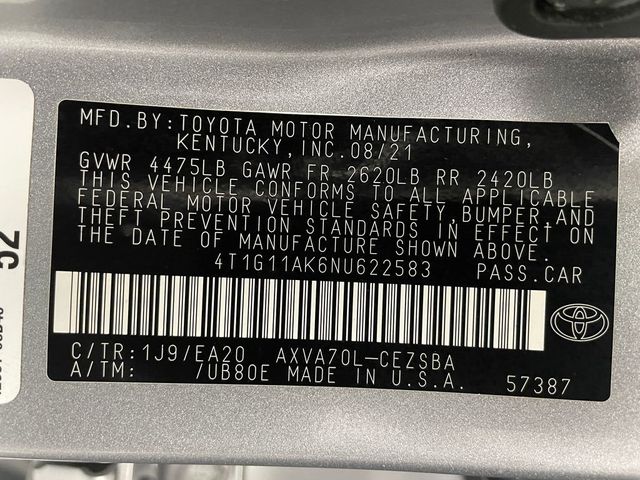 MFD.BY:TOYOTA MOTOR MANUFACTURING,
KENTUCKY,INC.08/21
GVWR 4475LB GAWR FR 2620LB RR 2420LB
THIS VEHICLE CONFORMS TO ALL APPLICABLE
FEDERAL MOTOR VEHICLE SAFETY,BUMPER,AND
THEFT PREVENTION STANDARDS IN EFFECT
THE DATE OF MANUFACTURE SHOWN ABOVE.
4T1G11AK6NU622583 PASS.CAR
C/TR:1J9/EA20 AXVA70L-CEZSBA
A/TM: /UB80E MADE IN U.S.A. 57387
52